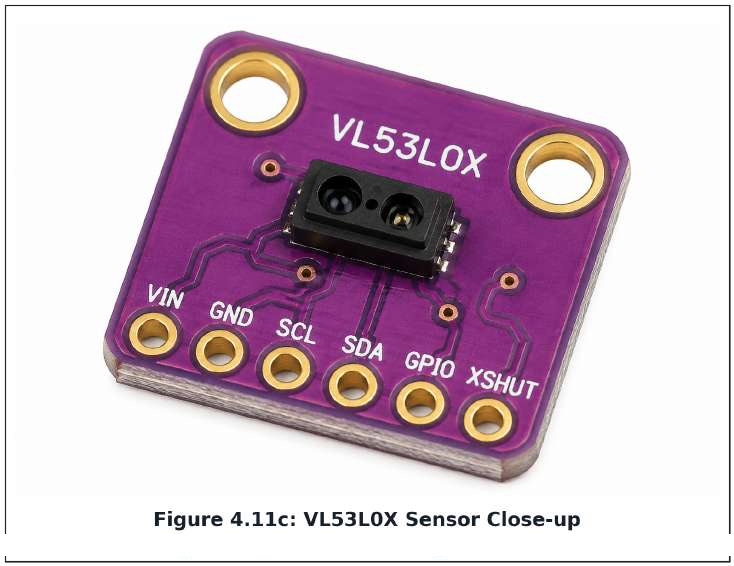 VL53L0X
VIN GND SCL SDA GPIO XSHUT
Figure 4.11c: VL53L0X Sensor Close-up